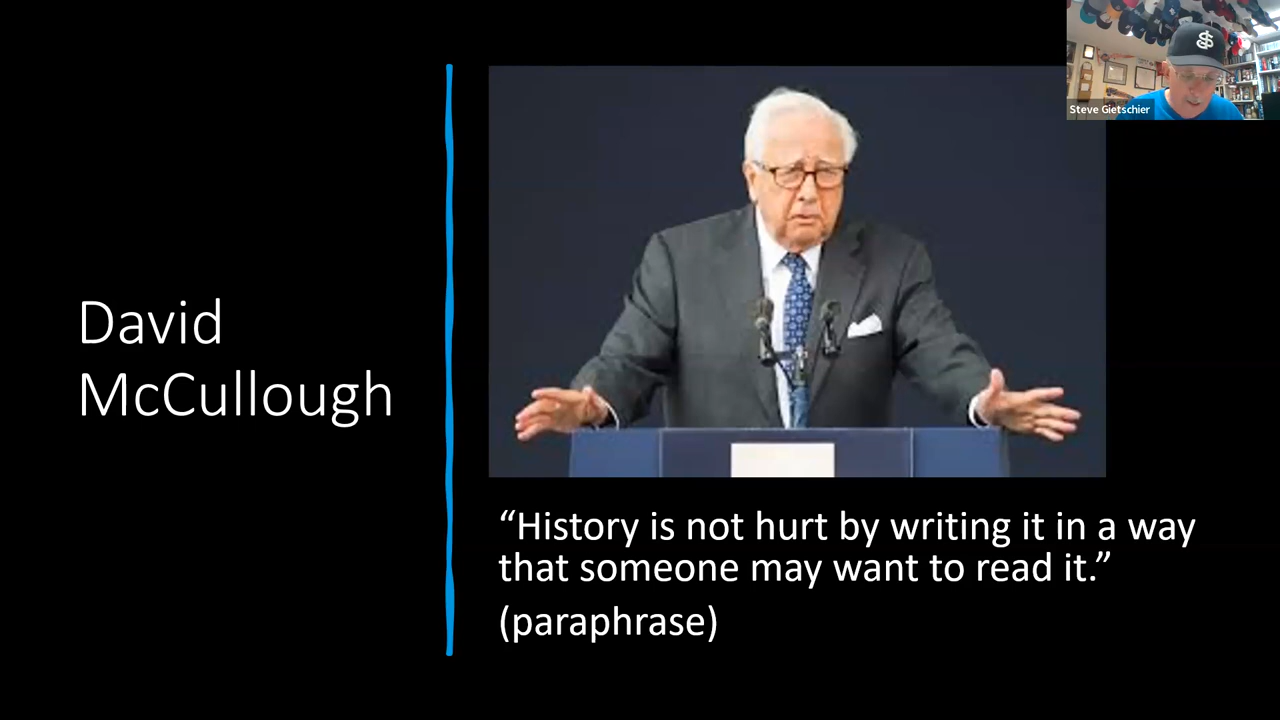 Steve Gietschier
David
McCullough
“History is not hurt by writing it in a way
that someone may want to read it.”
(paraphrase)